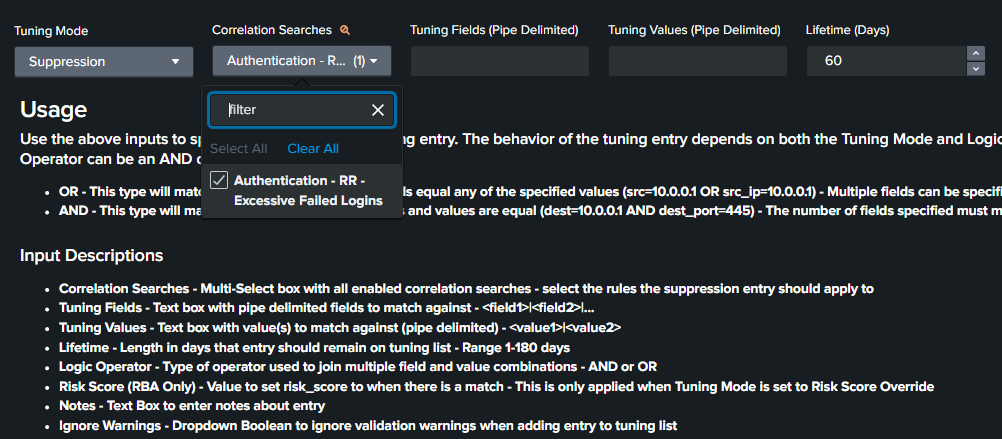 Tuning Mode
Correlation Searches
Tuning Fields (Pipe Delimited)
Tuning Values (Pipe Delimited)
Lifetime (Days)
Suppression
Authentication - R... (1)
60
filter
Select All
Clear All
Authentication - RR -
Excessive Failed Logins
Usage
Use the above inputs to ng entry. The behavior of the tuning entry depends on both the Tuning Mode and Logic
Operator can be an AND
OR - This type will equal any of the specified values (src=10.0.0.1 OR src_ip=10.0.0.1) - Multiple fields can be
AND - This type will and values are equal (dest=10.0.0.1 AND dest_port=445) - The number of fields specified must
Input Descriptions
Correlation Searches - Multi-Select box with all enabled correlation searches - select the rules the suppression entry should apply to
Tuning Fields - Text box with pipe delimited fields to match against - <field1>|<field2>|...
Tuning Values - Text box with value(s) to match against (pipe delimited) - <value1>|<value2>
Lifetime - Length in days that entry should remain on tuning list - Range 1-180 days
Logic Operator - Type of operator used to join multiple field and value combinations - AND or OR
Risk Score (RBA Only) - Value to set risk_score to when there is a match - This is only applied when Tuning Mode is set to Risk Score Override
Notes - Text Box to enter notes about entry
Ignore Warnings - Dropdown Boolean to ignore validation warnings when adding entry to tuning list